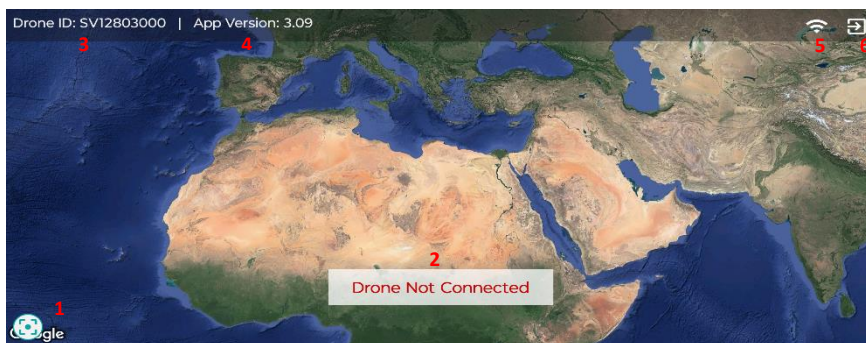 Drone ID: SV12803000 | App Version: 3.09
3 4 5 6
2
Drone Not Connected
1
Google